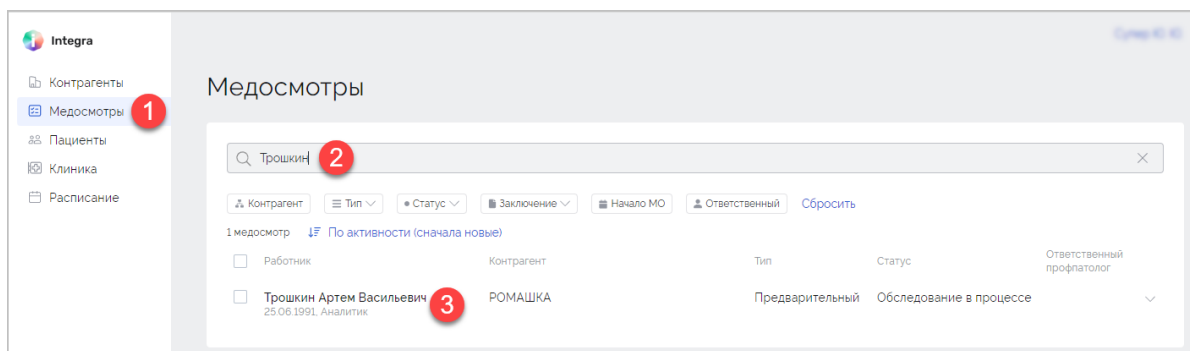 Integra
Контрагенты
Медосмотры 1
Пациенты
Клиника
Расписание
Медосмотры
Трошкин 2
Контрагент Тип Статус Заключение Начало МО Ответственный Сбросить
1 медосмотр По активности (сначала новые)
Работник Контрагент Тип Статус Ответственный
профпатолог
Трошкин Артем Васильевич 3 РОМАШКА Предварительный Обследование в процессе
25.06.1991, Аналитик